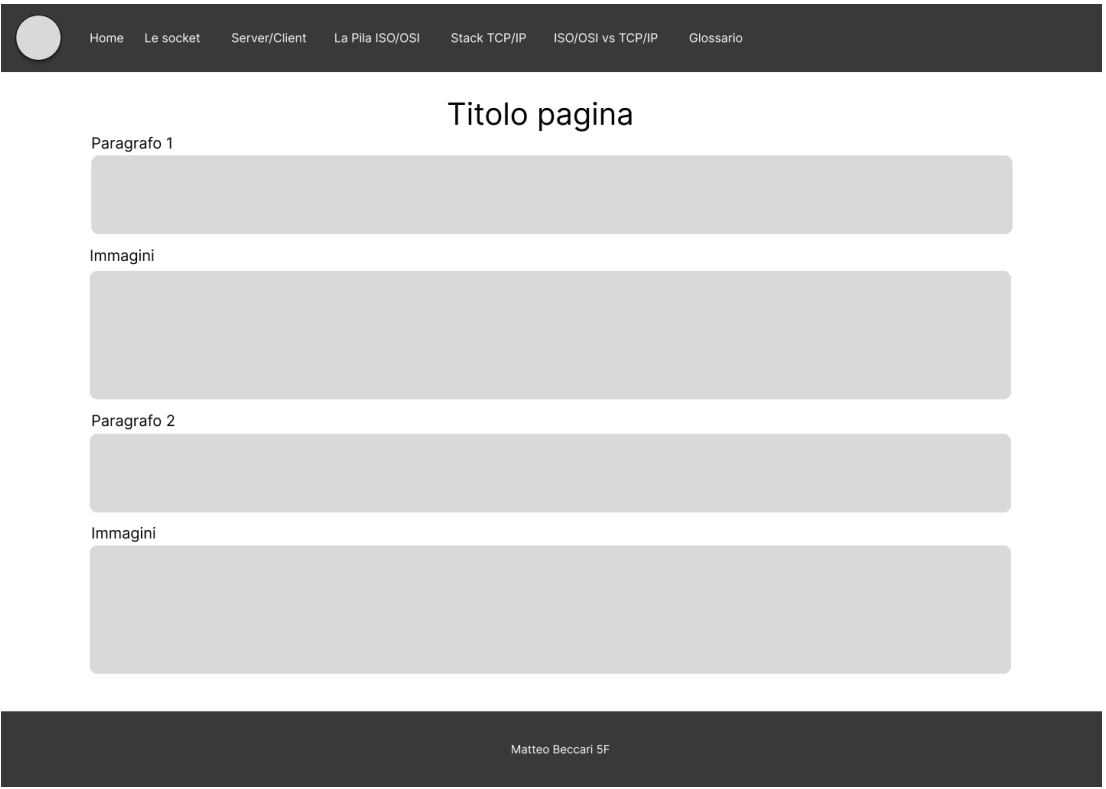 Home Le socket Server/Client La Pila ISO/OSI Stack TCP/IP ISO/OSI vs TCP/IP Glossario
Titolo pagina
Paragrafo 1
Immagini
Paragrafo 2
Immagini
Matteo Beccari 5F